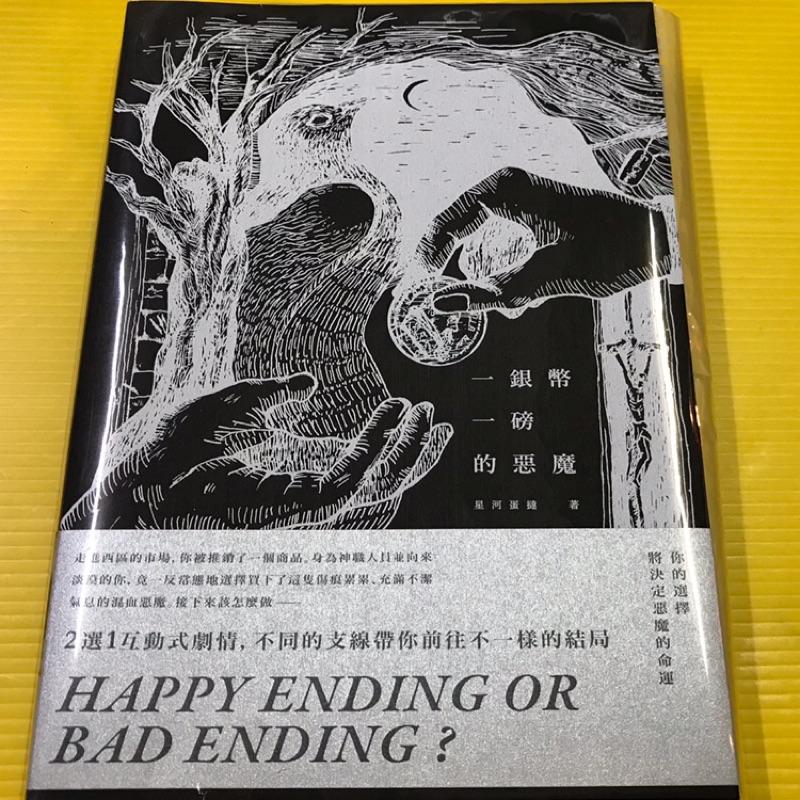 一銀幣
一磅
的惡魔
星河蛋撻 著
走進西區的市場，你被推銷了一個商品。身為神職人員並向來
淡漠的你，竟一反常態地選擇買下了這隻傷痕累累、充滿不潔
氣息的混血惡魔。接下來該怎麼做——
2選1互動式劇情，不同的支線帶你前往不一樣的結局
HAPPY ENDING OR
BAD ENDING？
你的選擇
將決定惡魔的命運